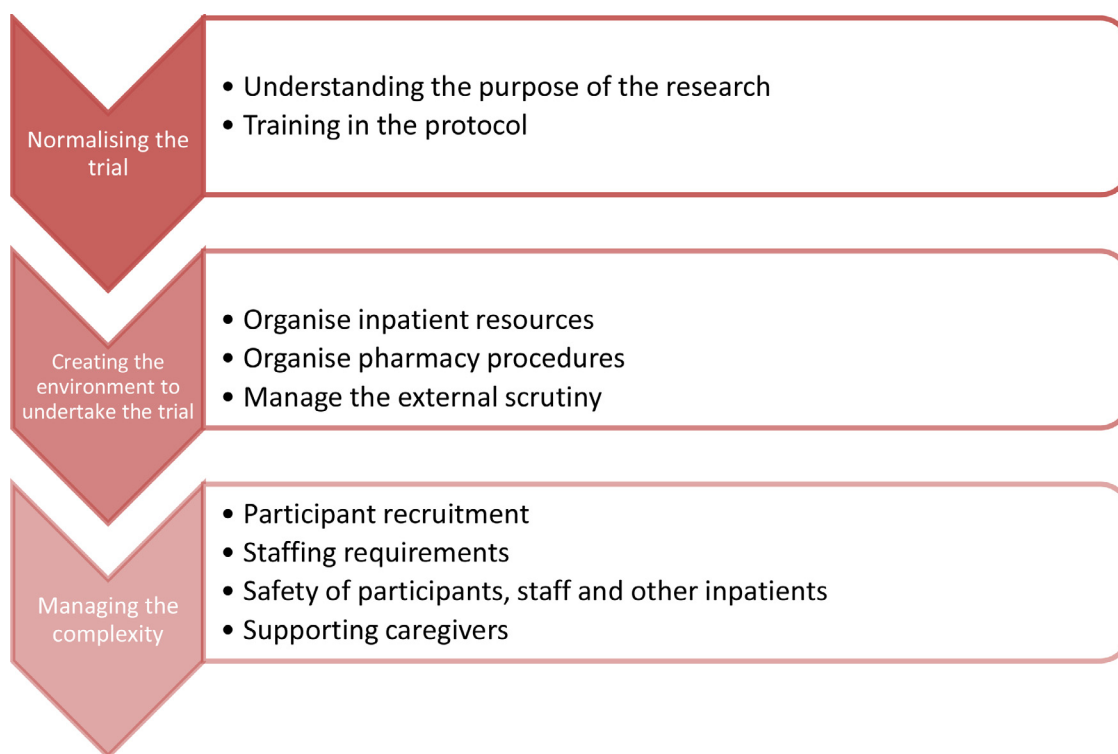 Normalising the
trial
• Understanding the purpose of the research
• Training in the protocol
Creating the
environment to
undertake the trial
• Organise inpatient resources
• Organise pharmacy procedures
• Manage the external scrutiny
Managing the
complexity
• Participant recruitment
• Staffing requirements
• Safety of participants, staff and other inpatients
• Supporting caregivers